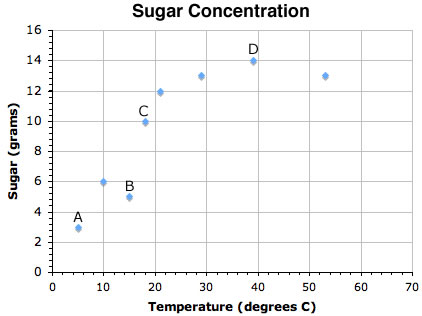 Sugar Concentration
16
14
12
10
8
6
4
2
0
Sugar (grams)
A
B
C
D
0 10 20 30 40 50 60 70
Temperature (degrees C)